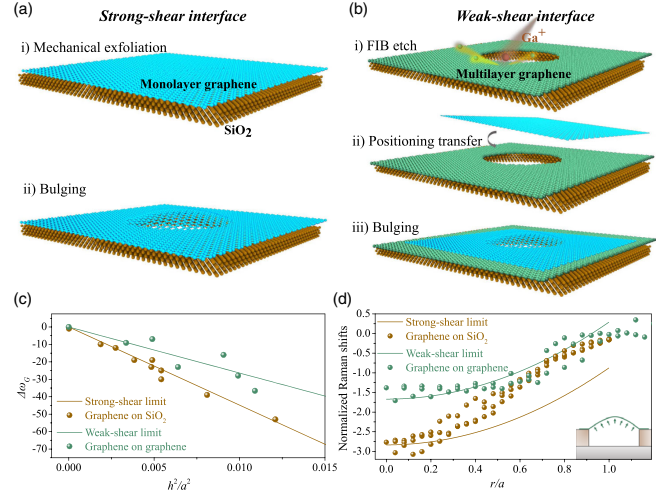 (a)
Strong-shear interface
i) Mechanical exfoliation
Monolayer graphene
SiO2
ii) Bulging
(b)
Weak-shear interface
i) FIB etch
Ga+
Multilayer graphene
ii) Positioning transfer
iii) Bulging
(c)
0
-10
-20
-30
-40
-50
-60
-70
ΔωG
Strong-shear limit
Graphene on SiO2
Weak-shear limit
Graphene on graphene
0.000 0.005 0.010 0.015
h2/a2
(d)
0.5
0.0
-0.5
-1.0
-1.5
-2.0
-2.5
-3.0
-3.5
Normalized Raman shifts
Strong-shear limit
Graphene on SiO2
Weak-shear limit
Graphene on graphene
0.0 0.2 0.4 0.6 0.8 1.0 1.2
r/a